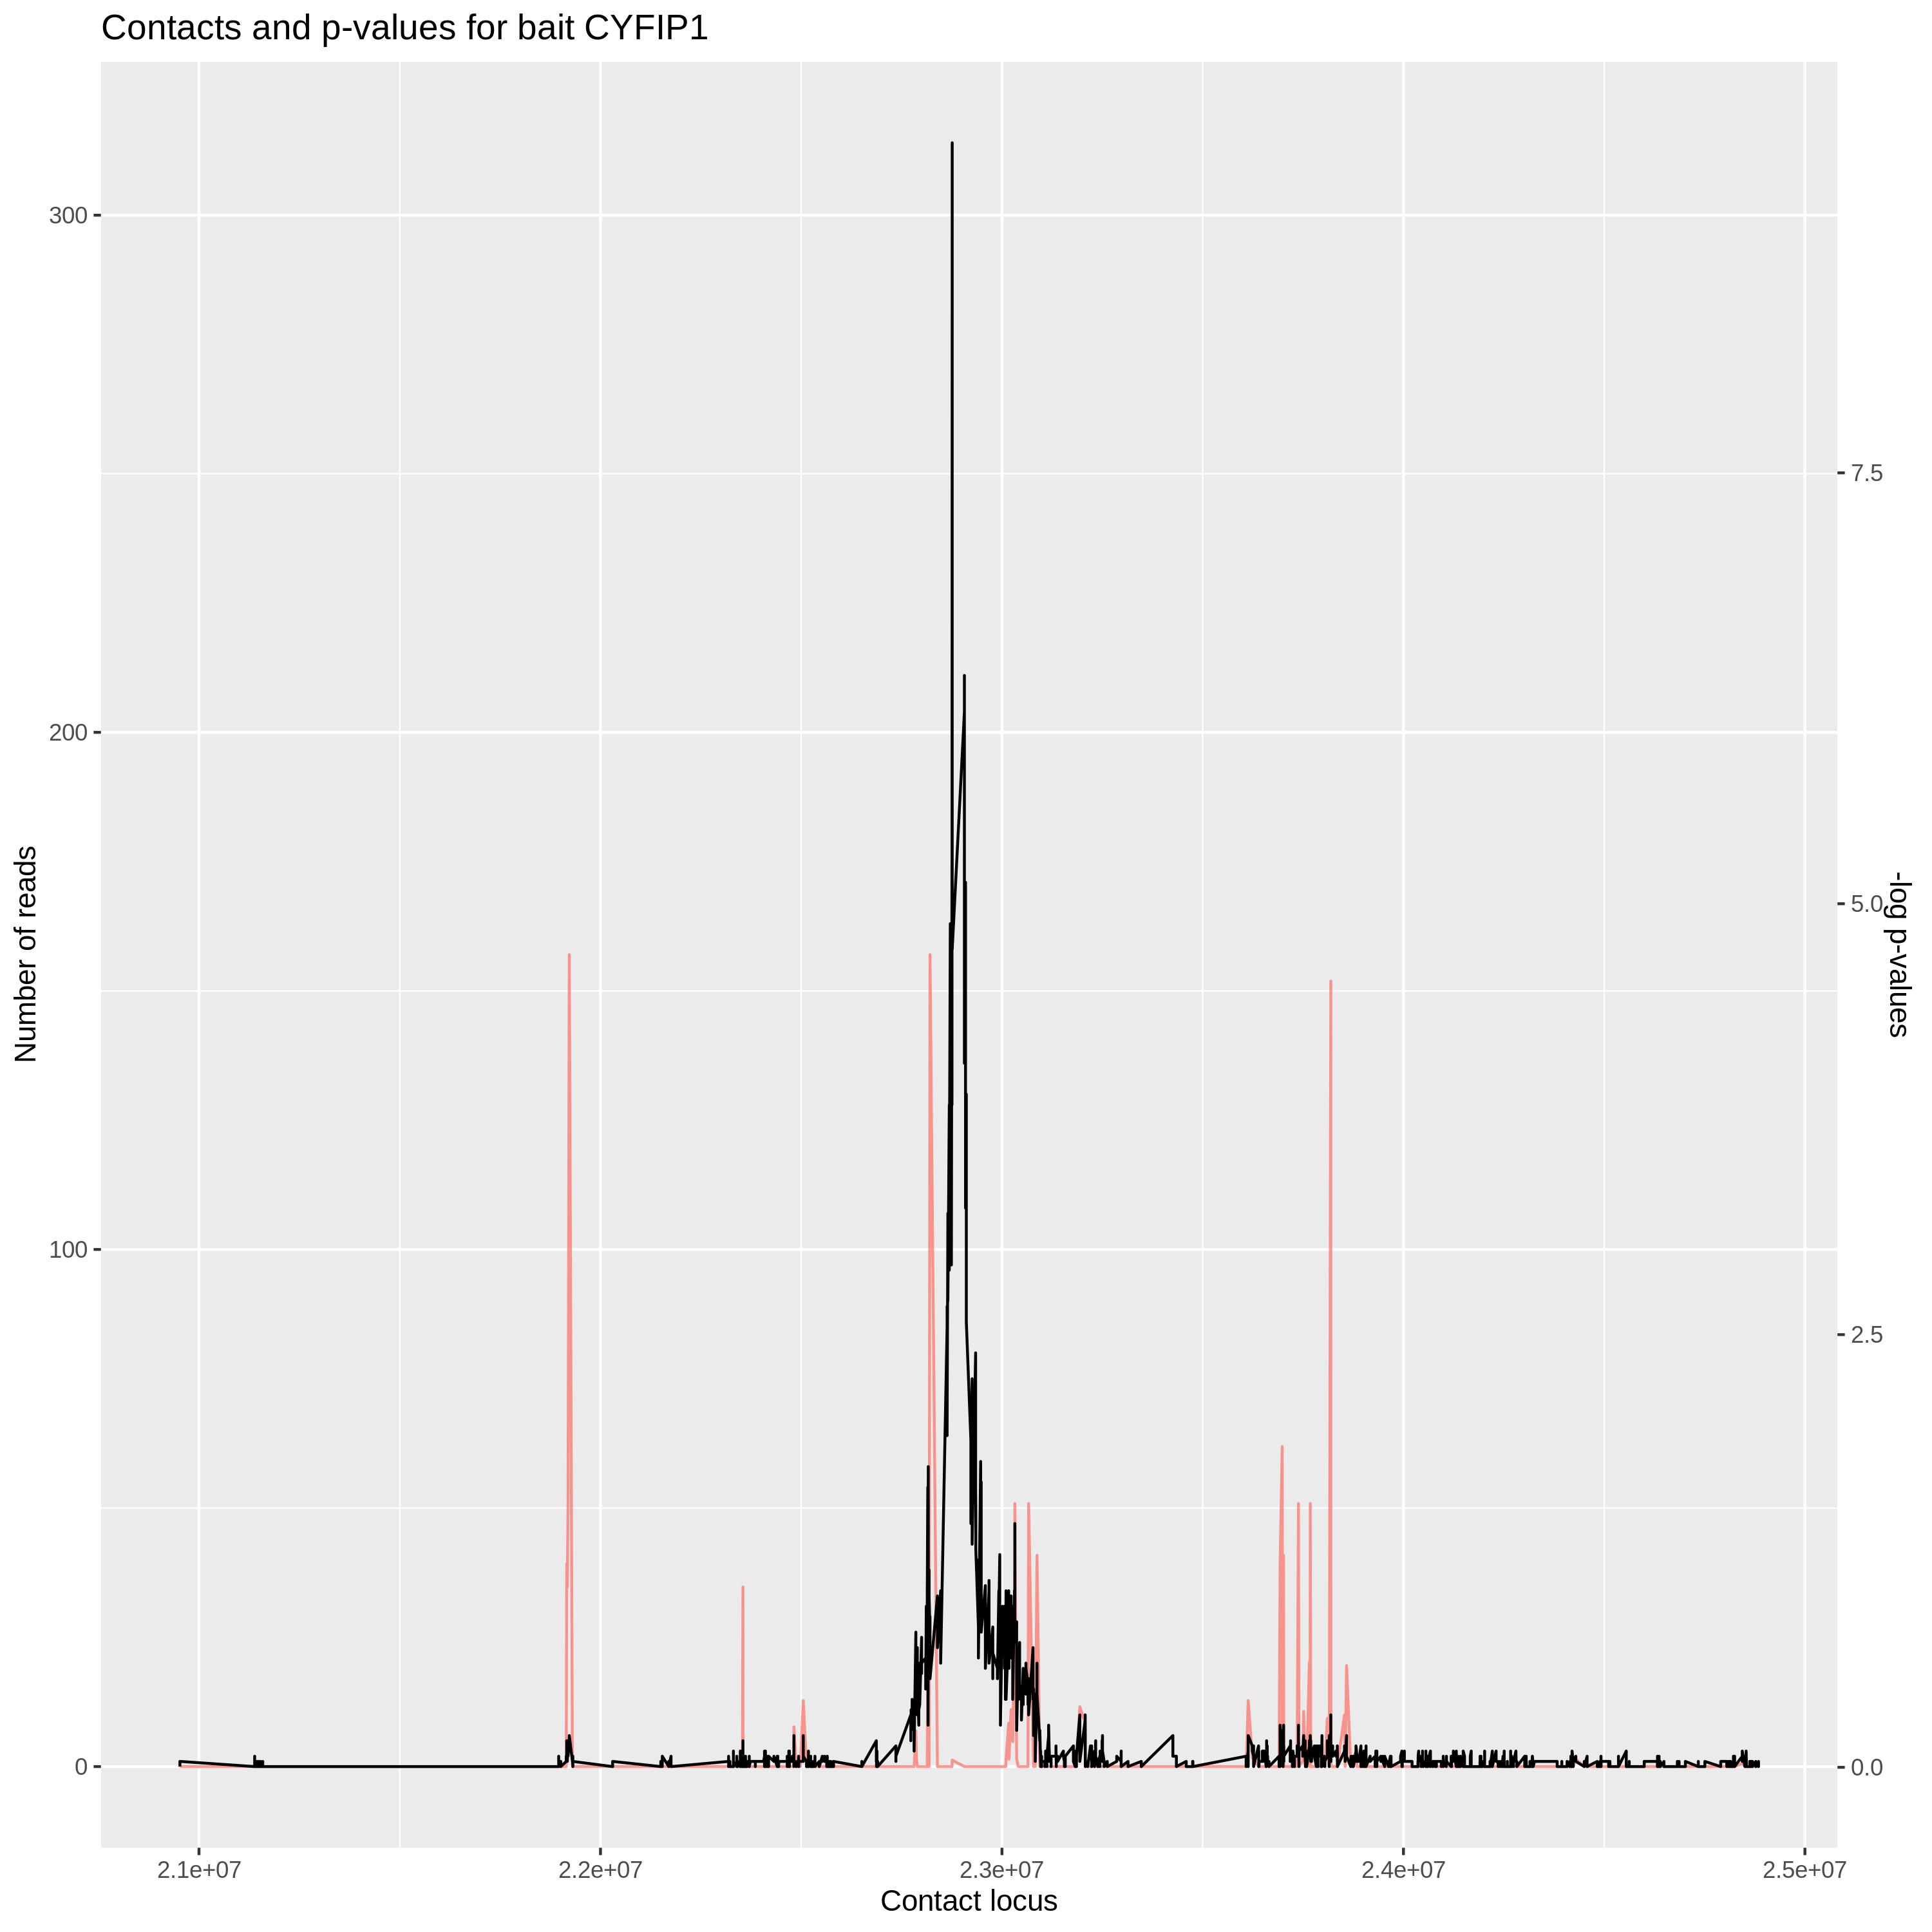 Contacts and p-values for bait CYFIP1
300
200
100
0
Number of reads
7.5
5.0
2.5
0.0
-log p-values
2.1e+07 2.2e+07 2.3e+07 2.4e+07 2.5e+07
Contact locus